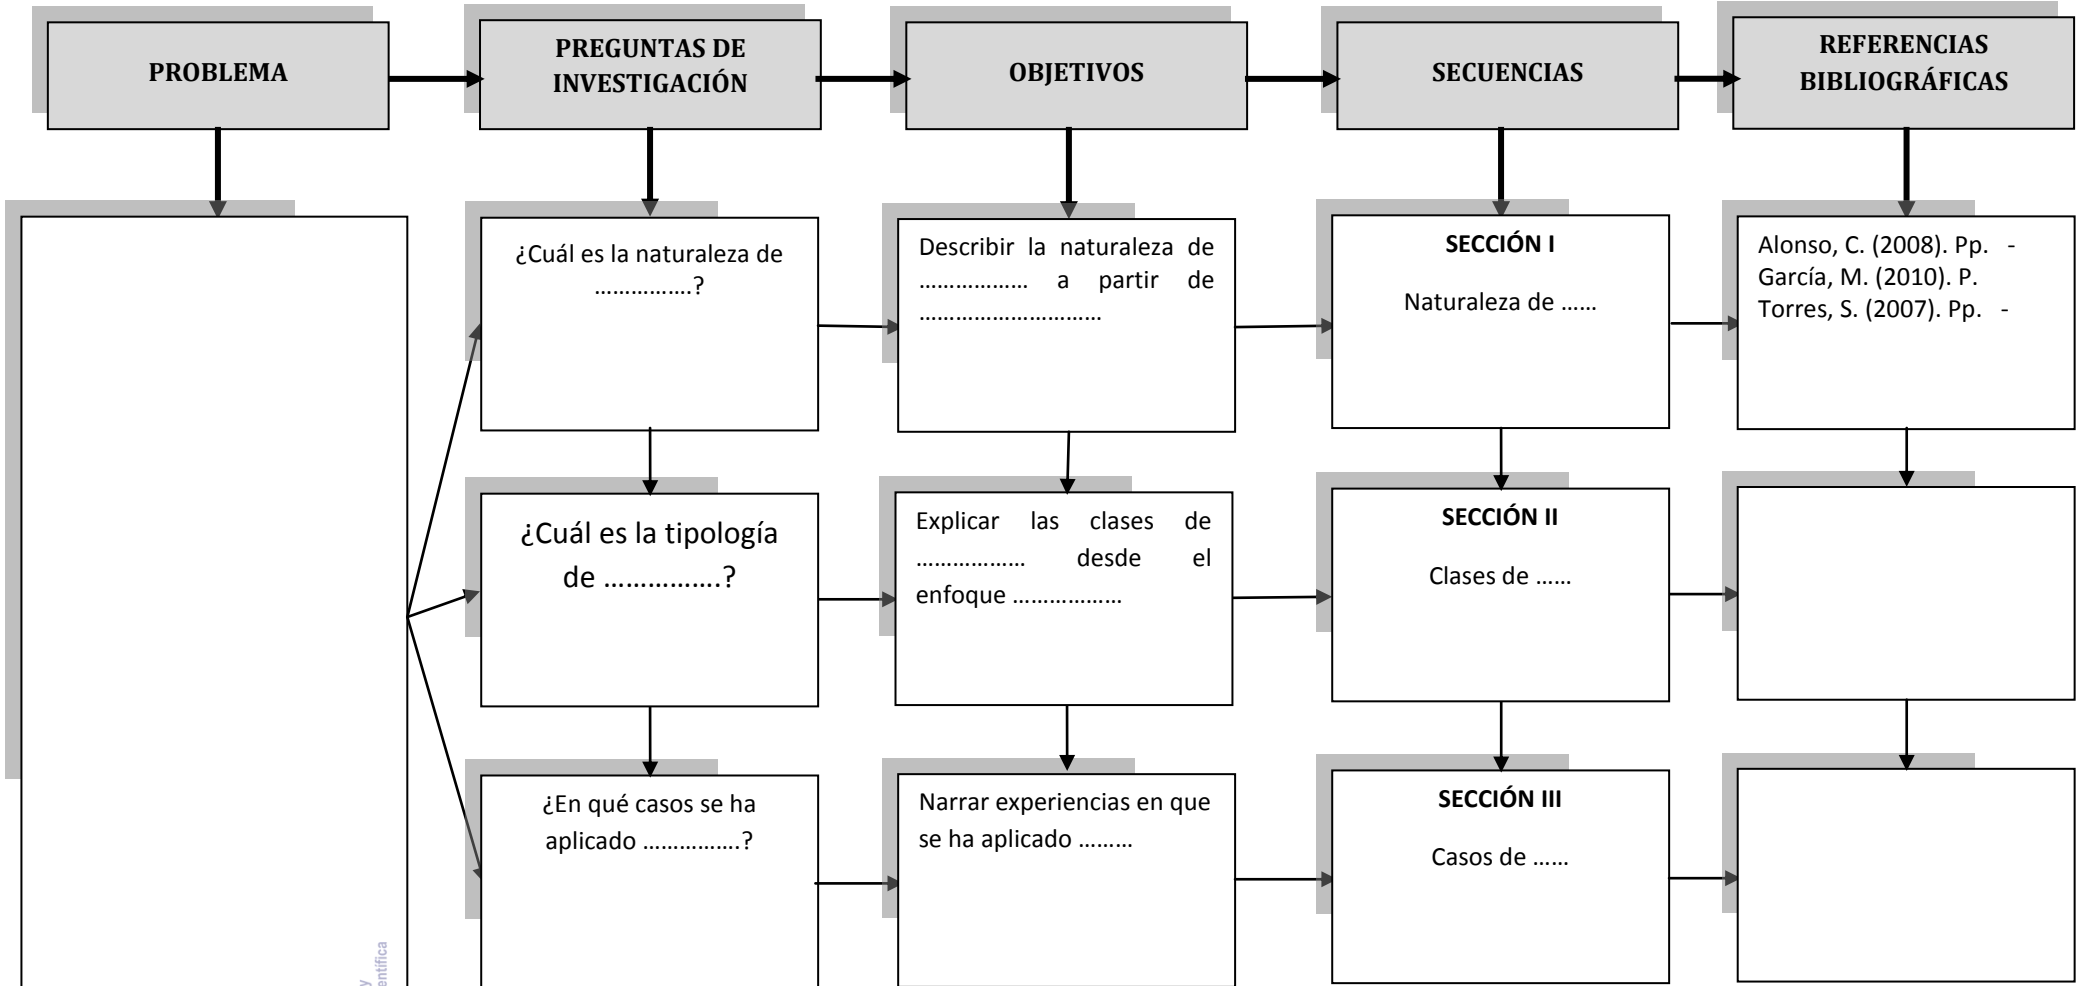 PROBLEMA
PREGUNTAS DE
INVESTIGACIÓN
OBJETIVOS
SECUENCIAS
REFERENCIAS
BIBLIOGRÁFICAS
¿Cuál es la naturaleza de
…………….?
Describir la naturaleza de
……………… a partir de
…………………………
SECCIÓN I
Naturaleza de ……
Alonso, C. (2008). Pp. -
García, M. (2010). P.
Torres, S. (2007). Pp. -
¿Cuál es la tipología
de …………….?
Explicar las clases de
……………… desde el
enfoque ………………
SECCIÓN II
Clases de ……
¿En qué casos se ha
aplicado …………….?
Narrar experiencias en que
se ha aplicado ………
SECCIÓN III
Casos de ……
y